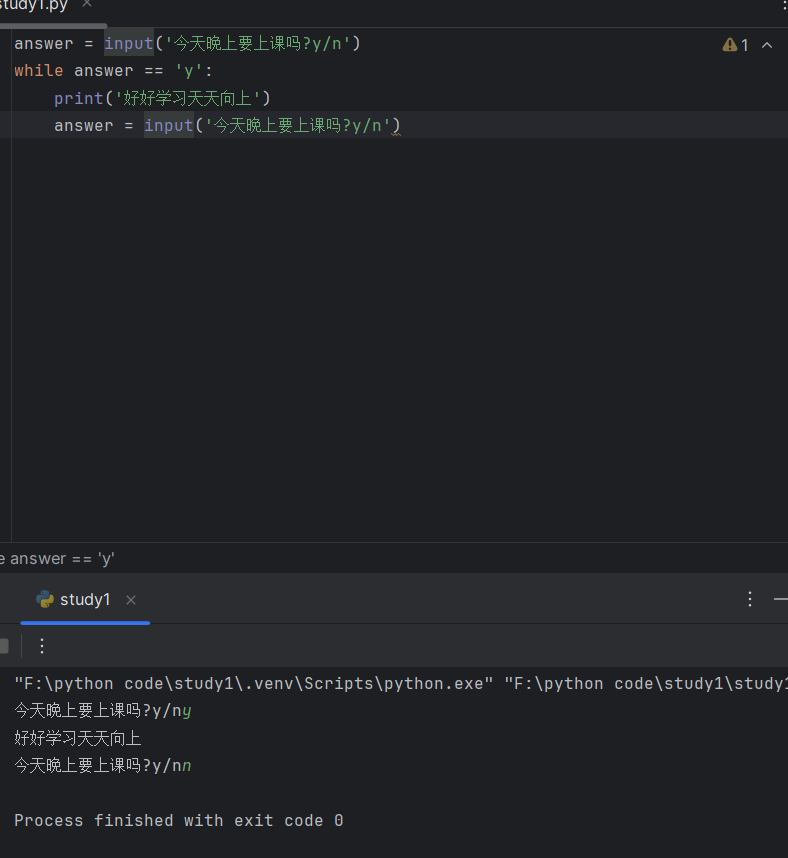 study1.py
answer = input('今天晚上要上课吗?y/n')
1
while answer == 'y':
    print('好好学习天天向上')
    answer = input('今天晚上要上课吗?y/n')
e answer == 'y'
study1
"F:\python code\study1\.venv\Scripts\python.exe" "F:\python code\study1\study1
今天晚上要上课吗?y/ny
好好学习天天向上
今天晚上要上课吗?y/nn
Process finished with exit code 0